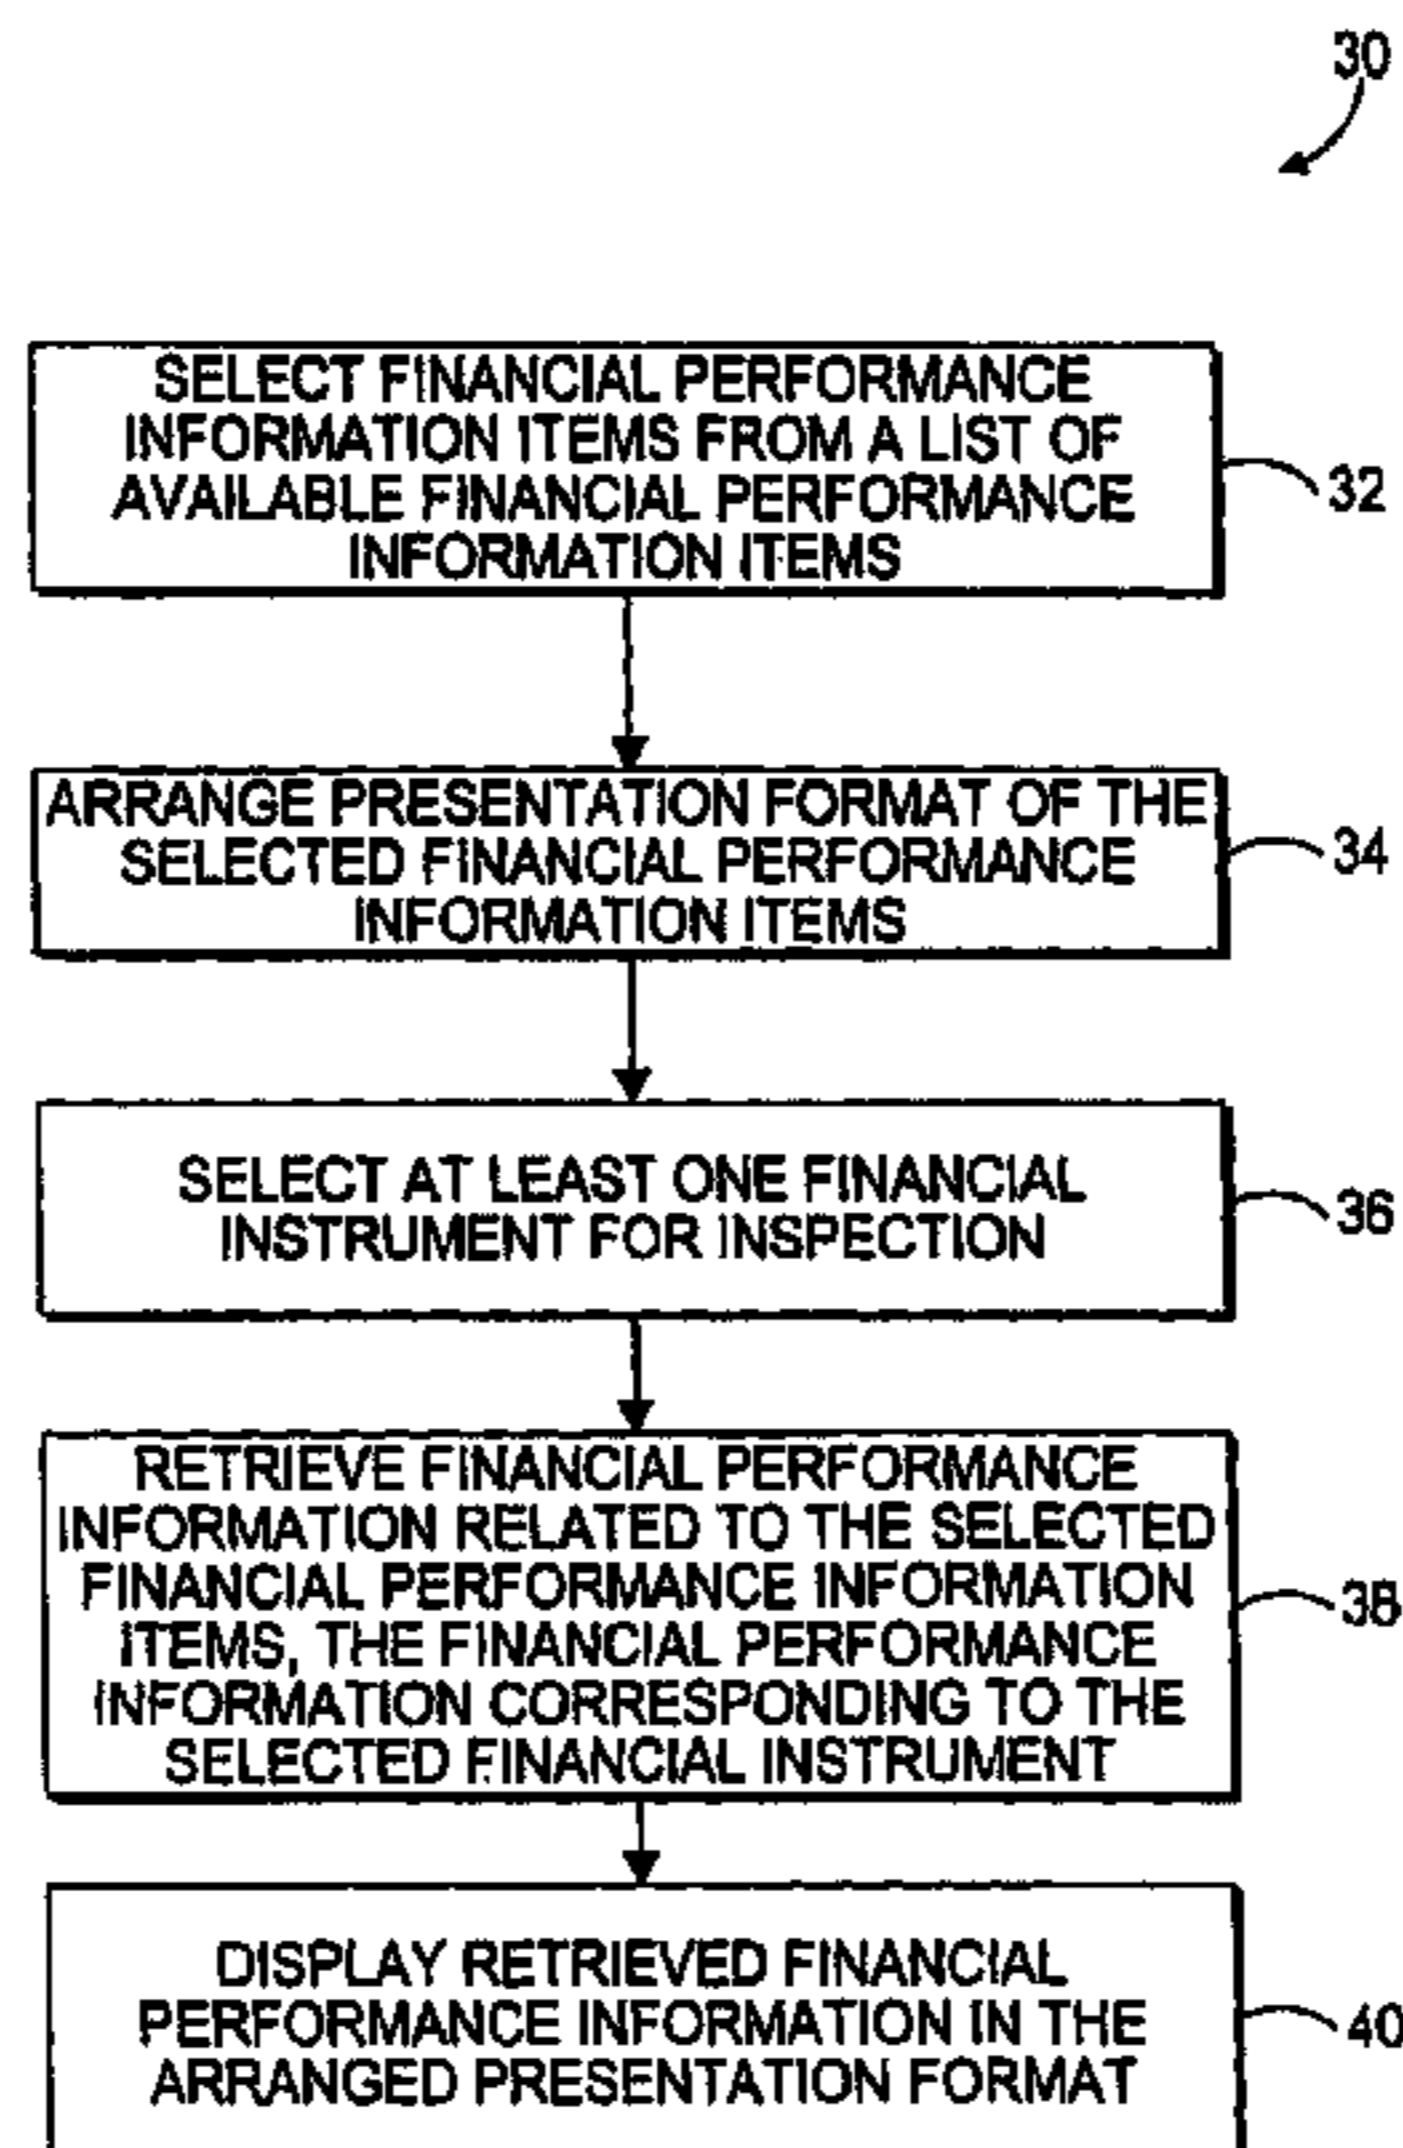 30
SELECT FINANCIAL PERFORMANCE
INFORMATION ITEMS FROM A LIST OF
AVAILABLE FINANCIAL PERFORMANCE
INFORMATION ITEMS
32
ARRANGE PRESENTATION FORMAT OF THE
SELECTED FINANCIAL PERFORMANCE
INFORMATION ITEMS
34
SELECT AT LEAST ONE FINANCIAL
INSTRUMENT FOR INSPECTION
36
RETRIEVE FINANCIAL PERFORMANCE
INFORMATION RELATED TO THE SELECTED
FINANCIAL PERFORMANCE INFORMATION
ITEMS, THE FINANCIAL PERFORMANCE
INFORMATION CORRESPONDING TO THE
SELECTED FINANCIAL INSTRUMENT
38
DISPLAY RETRIEVED FINANCIAL
PERFORMANCE INFORMATION IN THE
ARRANGED PRESENTATION FORMAT
40